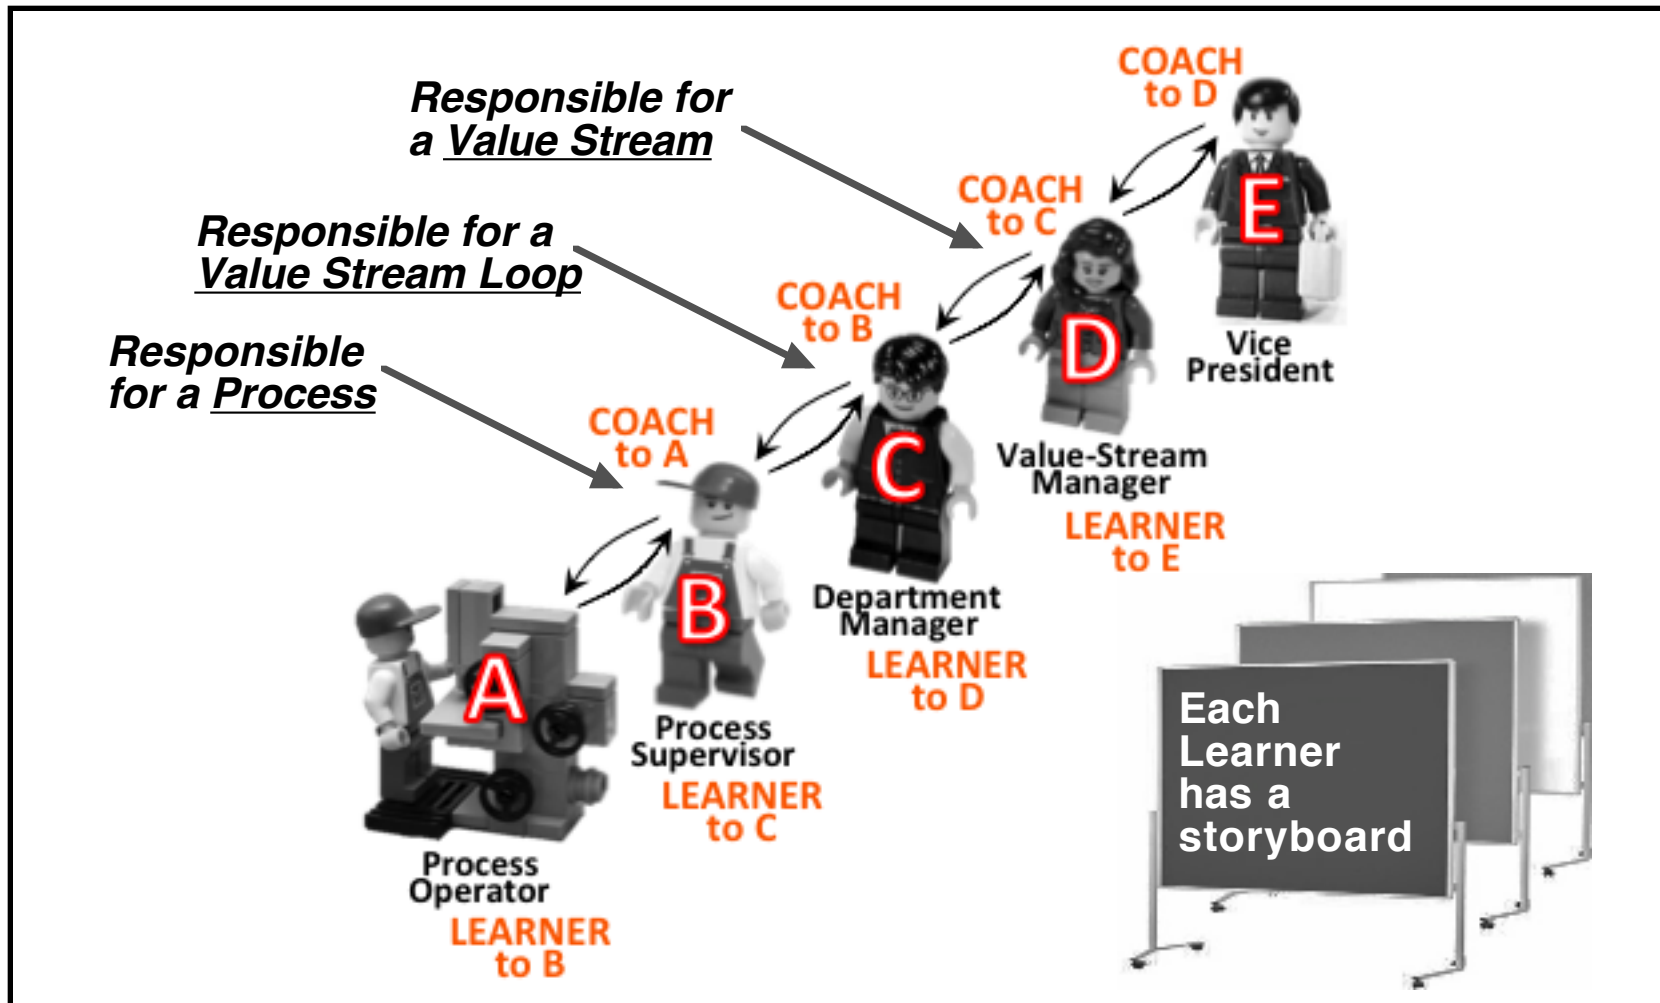 Responsible for
a Value Stream
Responsible for a
Value Stream Loop
Responsible
for a Process
COACH
to D
E
Vice
President
COACH
to C
D
Value-Stream
Manager
LEARNER
to E
COACH
to B
C
Department
Manager
LEARNER
to D
COACH
to A
B
Process
Supervisor
LEARNER
to C
A
Process
Operator
LEARNER
to B
Each
Learner
has a
storyboard